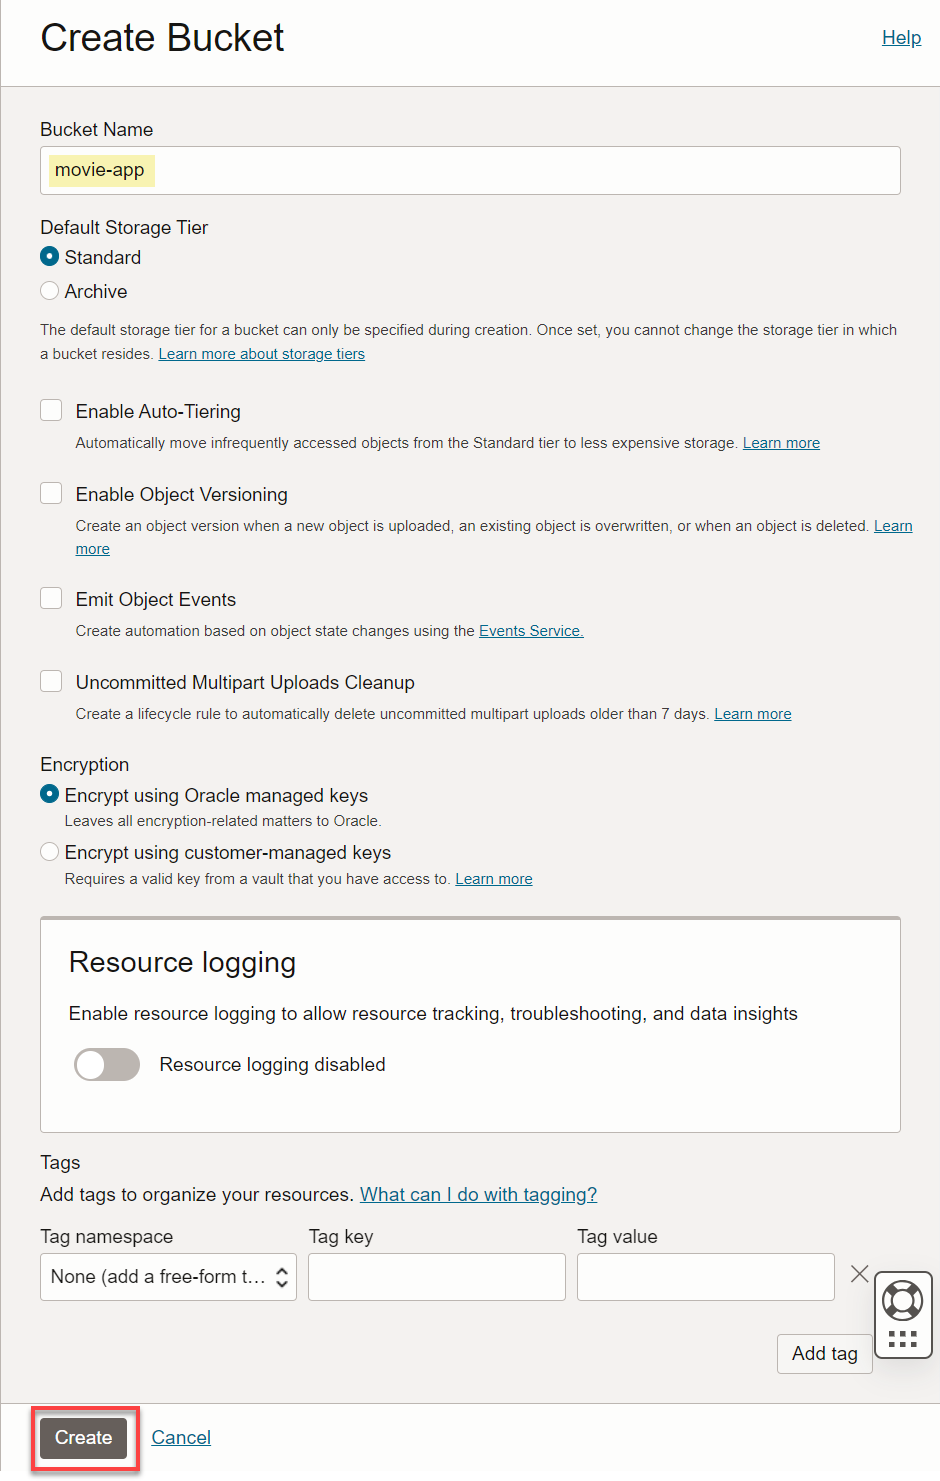 Create Bucket
Help
Bucket Name
movie-app
Default Storage Tier
Standard
Archive
The default storage tier for a bucket can only be specified during creation. Once set, you cannot change the storage tier in which
a bucket resides. Learn more about storage tiers
Enable Auto-Tiering
Automatically move infrequently accessed objects from the Standard tier to less expensive storage. Learn more
Enable Object Versioning
Create an object version when a new object is uploaded, an existing object is overwritten, or when an object is deleted. Learn
more
Emit Object Events
Create automation based on object state changes using the Events Service.
Uncommitted Multipart Uploads Cleanup
Create a lifecycle rule to automatically delete uncommitted multipart uploads older than 7 days. Learn more
Encryption
Encrypt using Oracle managed keys
Leaves all encryption-related matters to Oracle.
Encrypt using customer-managed keys
Requires a valid key from a vault that you have access to. Learn more
Resource logging
Enable resource logging to allow resource tracking, troubleshooting, and data insights
Resource logging disabled
Tags
Add tags to organize your resources. What can I do with tagging?
Tag namespace
Tag key
Tag value
None (add a free-form t...
Add tag
Create
Cancel